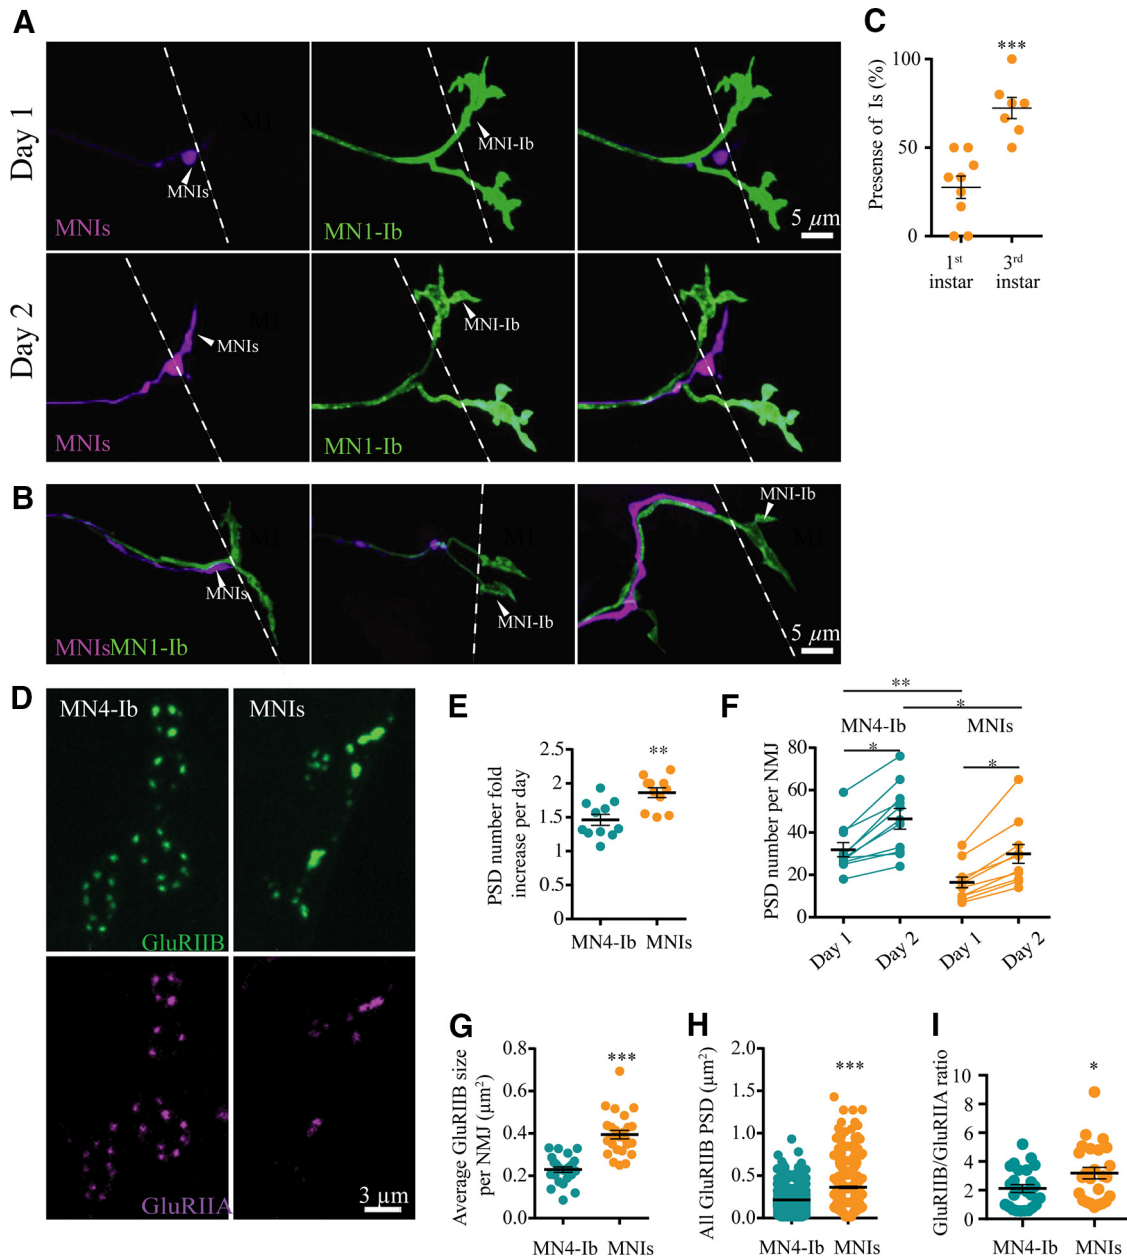 A
Day 1
M1
MNIs
MNIs
MNI-Ib
MN1-Ib
5 µm
Day 2
M1
MNIs
MNIs
MNI-Ib
MN1-Ib
B
M1
MNIs
MNIsMN1-Ib
MNI-Ib
MNI-Ib
M1
5 µm
C
Presense of Is (%)
***
100
50
0
1st instar
3rd instar
D
MN4-Ib
MNIs
GluRIIB
GluRIIA
3 µm
E
PSD number fold
increase per day
**
2.5
2
1.5
1
0.5
0
MN4-Ib MNIs
F
PSD number per NMJ
**
*
MN4-Ib MNIs
*
*
80
60
40
20
0
Day 1
Day 2
Day 1
Day 2
G
Average GluRIIB size
per NMJ (µm²)
***
0.8
0.6
0.4
0.2
0.0
MN4-Ib MNIs
H
All GluRIIB PSD (µm²)
***
2.0
1.5
1.0
0.5
0.0
MN4-Ib MNIs
I
GluRIIB/GluRIIA ratio
*
10
8
6
4
2
0
MN4-Ib MNIs